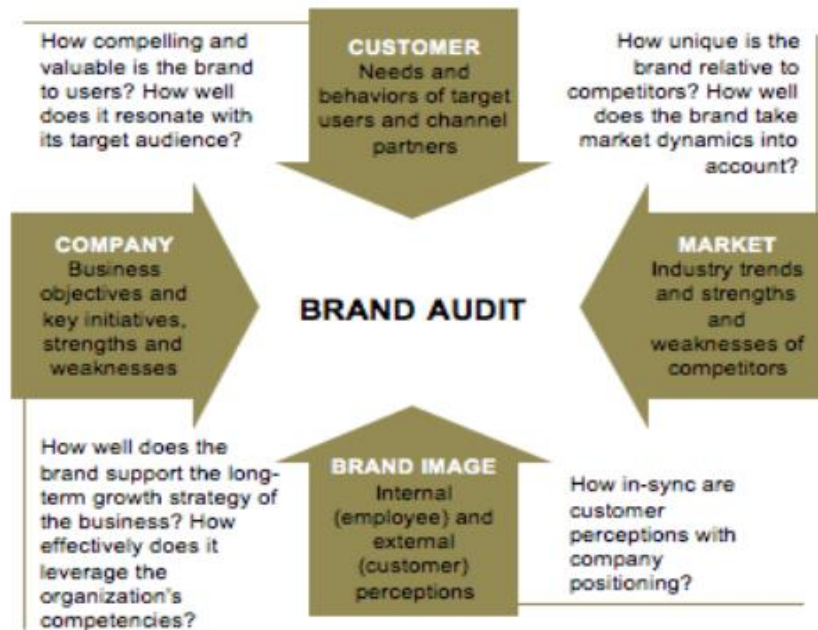 How compelling and
valuable is the brand
to users? How well
does it resonate with
its target audience?
CUSTOMER
Needs and
behaviors of target
users and channel
partners
How unique is the
brand relative to
competitors? How well
does the brand take
market dynamics into
account?
COMPANY
Business
objectives and
key initiatives,
strengths and
weaknesses
BRAND AUDIT
MARKET
Industry trends
and strengths
and
weaknesses of
competitors
How well does the
brand support the long-
term growth strategy of
the business? How
effectively does it
leverage the
organization's
competencies?
BRAND IMAGE
Internal
(employee) and
external
(customer)
perceptions
How in-sync are
customer
perceptions with
company
positioning?